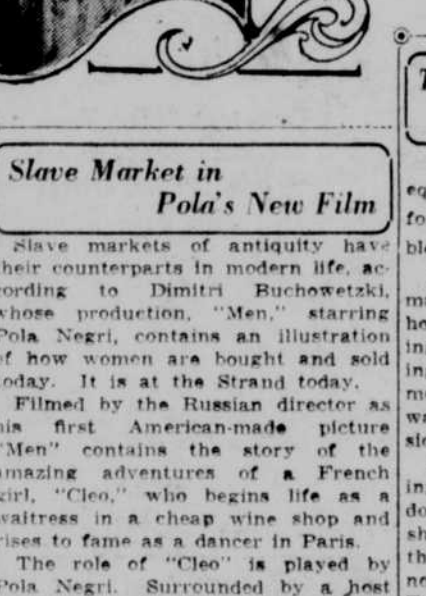 Slave Market in
Pola's New Film
Slave markets of antiquity have
their counterparts in modern life, ac-
cording to Dimitri Buchowetzki,
whose production, "Men," starring
Pola Negri, contains an illustration
of how women are bought and sold
today. It is at the Strand today.
Filmed by the Russian director as
his first American-made picture
"Men" contains the story of the
amazing adventures of a French
girl, "Cleo," who begins life as a
waitress in a cheap wine shop and
rises to fame as a dancer in Paris.
The role of "Cleo" is played by
Pola Negri. Surrounded by a host